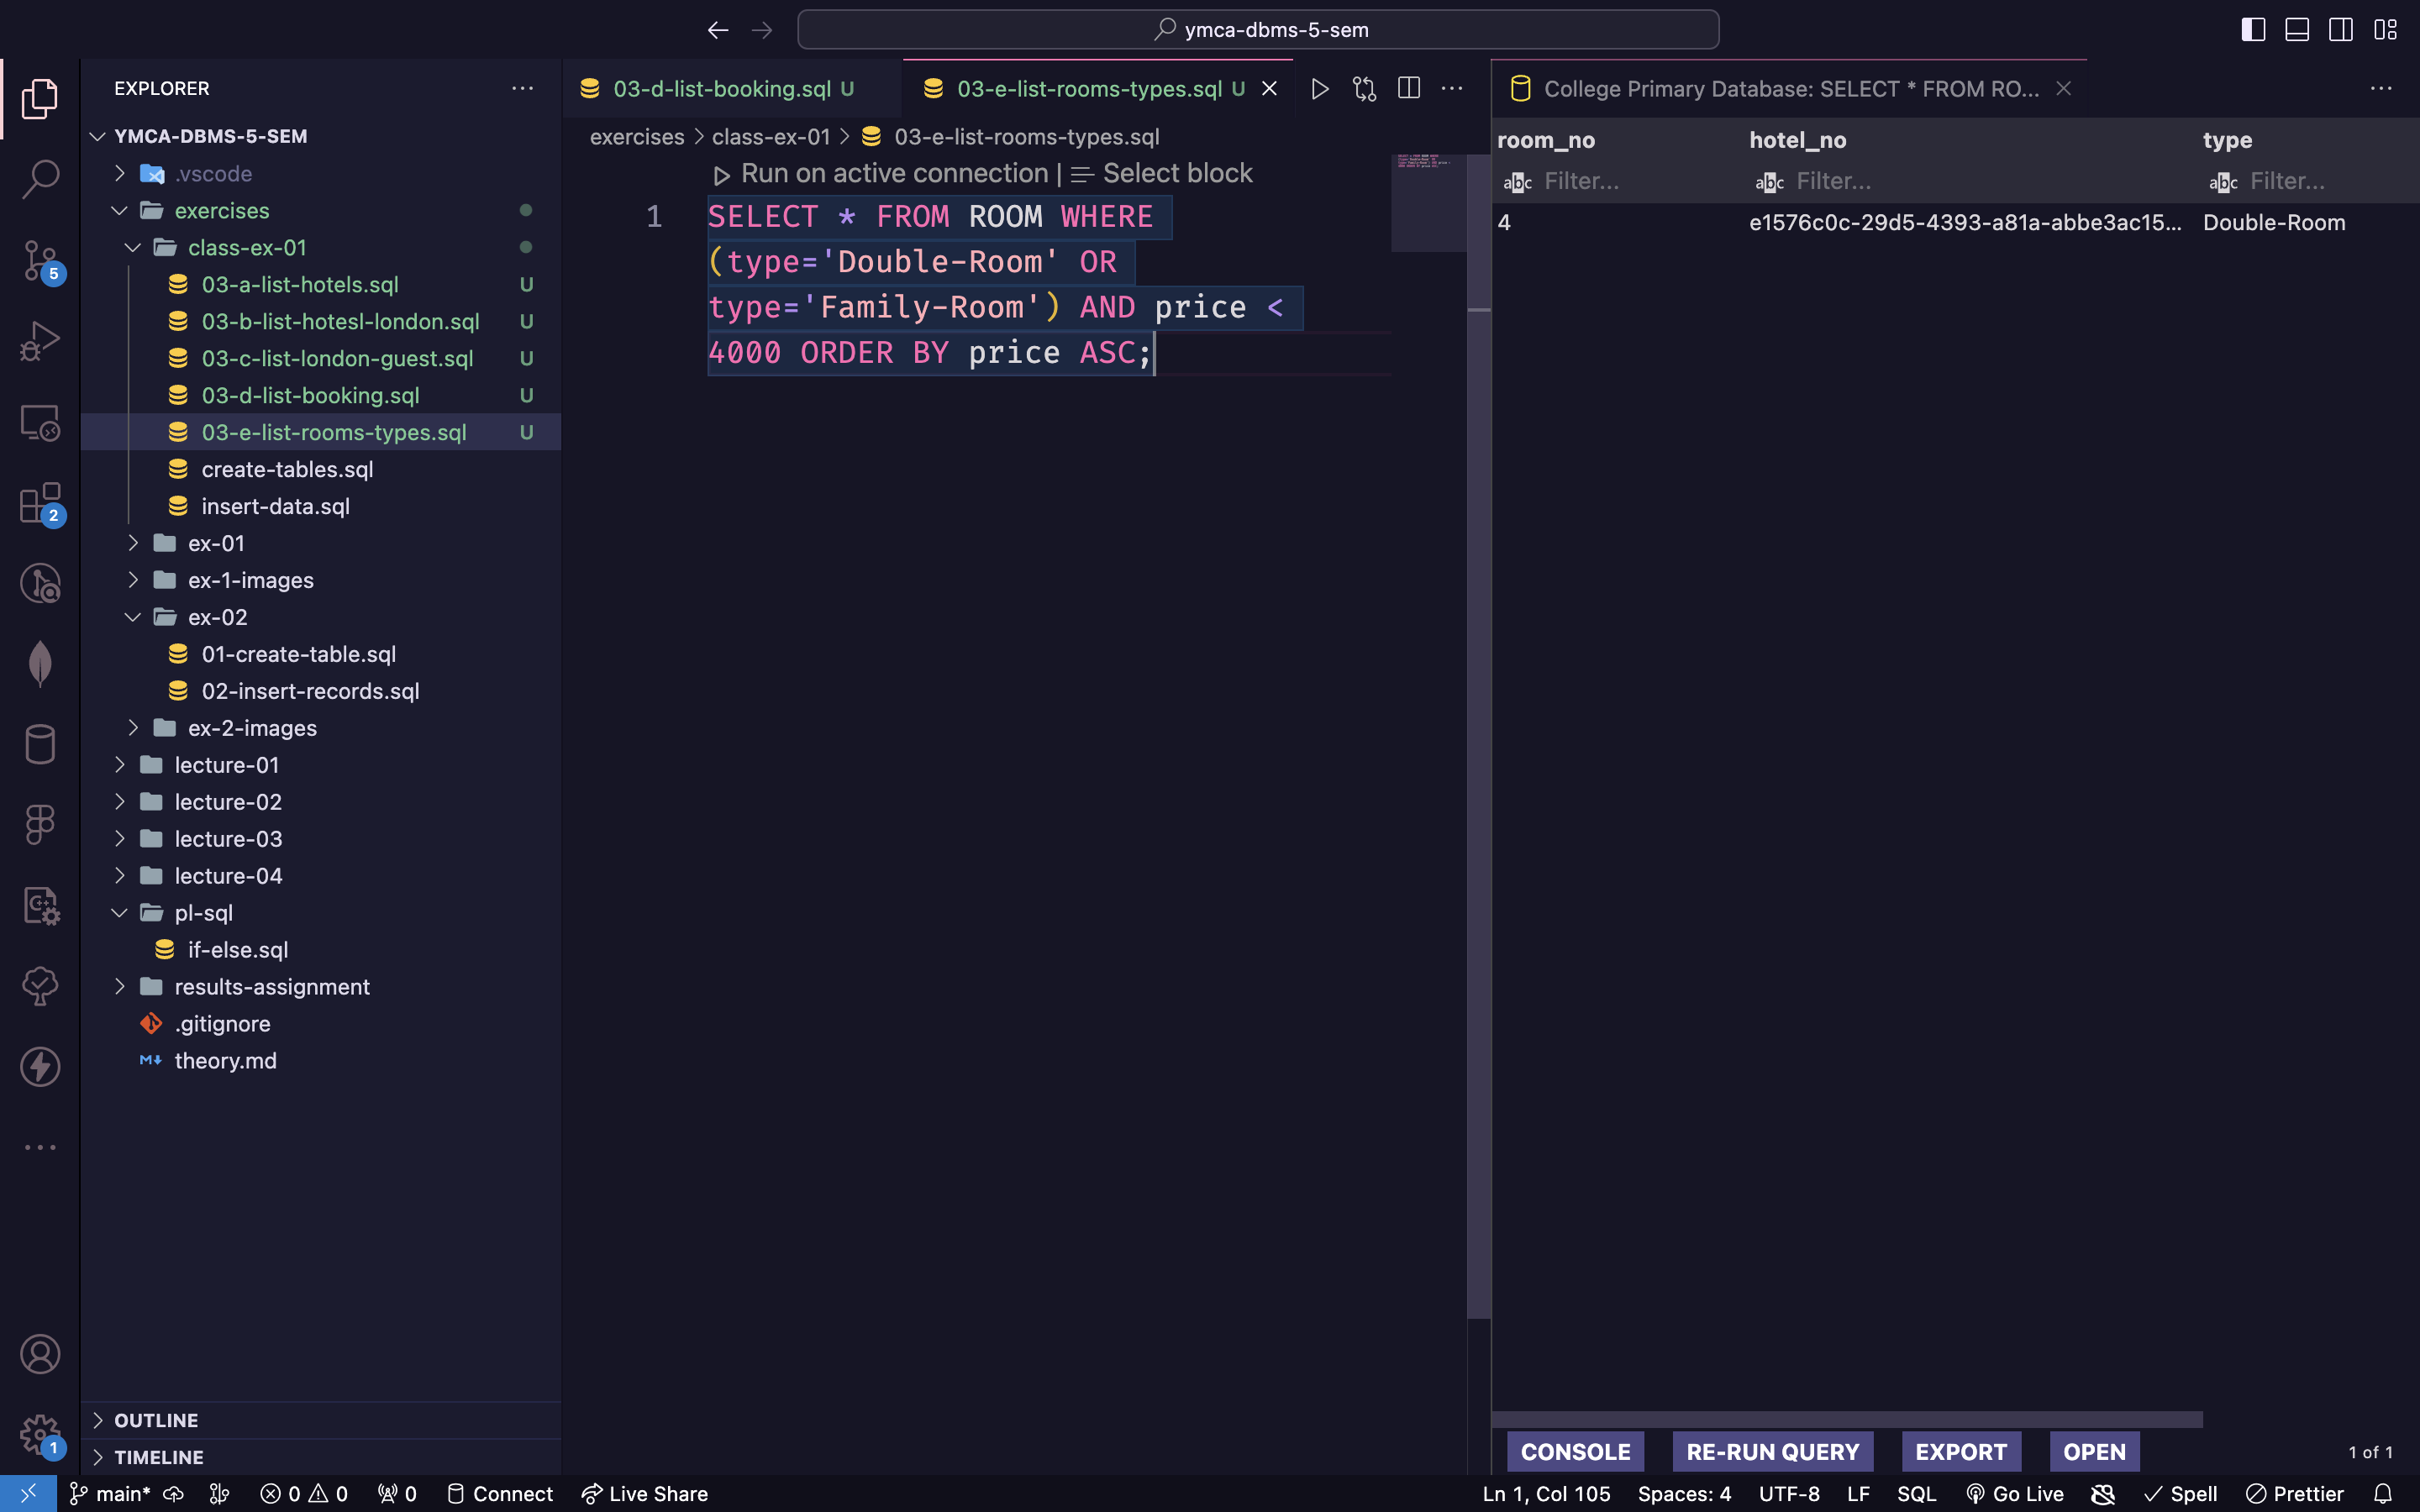 ymca-dbms-5-sem
EXPLORER
YMCA-DBMS-5-SEM
.vscode
exercises
class-ex-01
03-a-list-hotels.sql U
03-b-list-hotesl-london.sql U
03-c-list-london-guest.sql U
03-d-list-booking.sql U
03-e-list-rooms-types.sql U
create-tables.sql
insert-data.sql
ex-01
ex-1-images
ex-02
01-create-table.sql
02-insert-records.sql
ex-2-images
lecture-01
lecture-02
lecture-03
lecture-04
pl-sql
if-else.sql
results-assignment
.gitignore
theory.md
OUTLINE
TIMELINE
5
2
1
03-d-list-booking.sql U
03-e-list-rooms-types.sql U
exercises > class-ex-01 > 03-e-list-rooms-types.sql
Run on active connection | Select block
1 SELECT * FROM ROOM WHERE
(type='Double-Room' OR
type='Family-Room') AND price <
4000 ORDER BY price ASC;
College Primary Database: SELECT * FROM RO...
room_no hotel_no type
abc Filter... abc Filter... abc Filter...
4 e1576c0c-29d5-4393-a81a-abbe3ac15... Double-Room
CONSOLE RE-RUN QUERY EXPORT OPEN 1 of 1
main* 0 0 0 Connect Live Share Ln 1, Col 105 Spaces: 4 UTF-8 LF SQL Go Live Spell Prettier